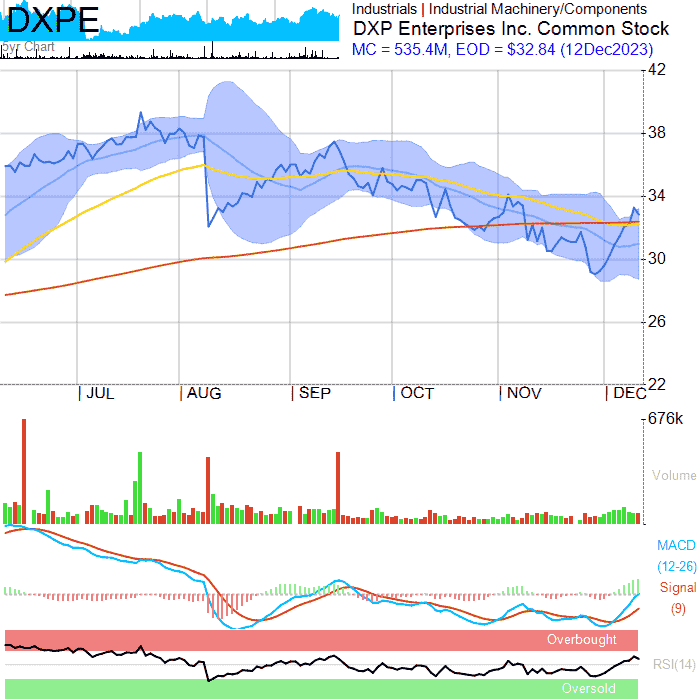 DXPE
Industrials | Industrial Machinery/Components
DXP Enterprises Inc. Common Stock
MC = 535.4M, EOD = $32.84 (12Dec2023)
Chart
42
38
34
30
26
22
| JUL | AUG | SEP | OCT | NOV | DEC
676k
Volume
MACD
(12-26)
Signal
(9)
Overbought
RSI(14)
Oversold